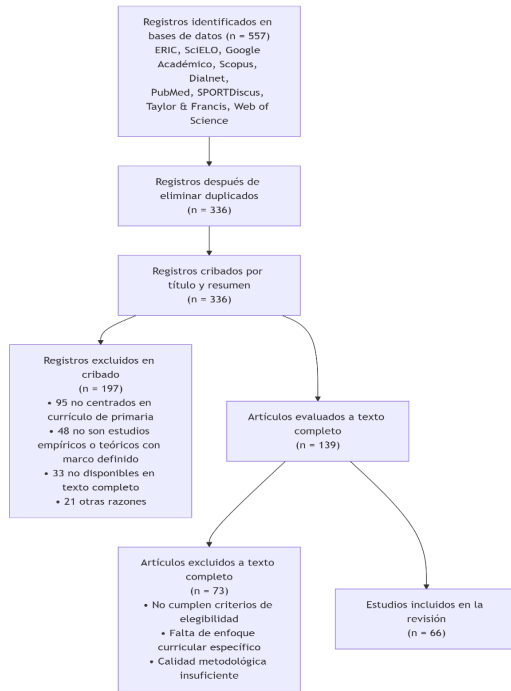 Registros identificados en
bases de datos (n = 557)
ERIC, SciELO, Google
Académico, Scopus,
Dialnet,
PubMed, SPORTDiscus,
Taylor & Francis, Web of
Science
Registros después de
eliminar duplicados
(n = 336)
Registros cribados por
título y resumen
(n = 336)
Registros excluidos en
cribado
(n = 197)
• 95 no centrados en
currículo de primaria
• 48 no son estudios
empíricos o teóricos con
marco definido
• 33 no disponibles en
texto completo
• 21 otras razones
Artículos evaluados a texto
completo
(n = 139)
Artículos excluidos a texto
completo
(n = 73)
• No cumplen criterios de
elegibilidad
• Falta de enfoque
curricular específico
• Calidad metodológica
insuficiente
Estudios incluidos en la
revisión
(n = 66)